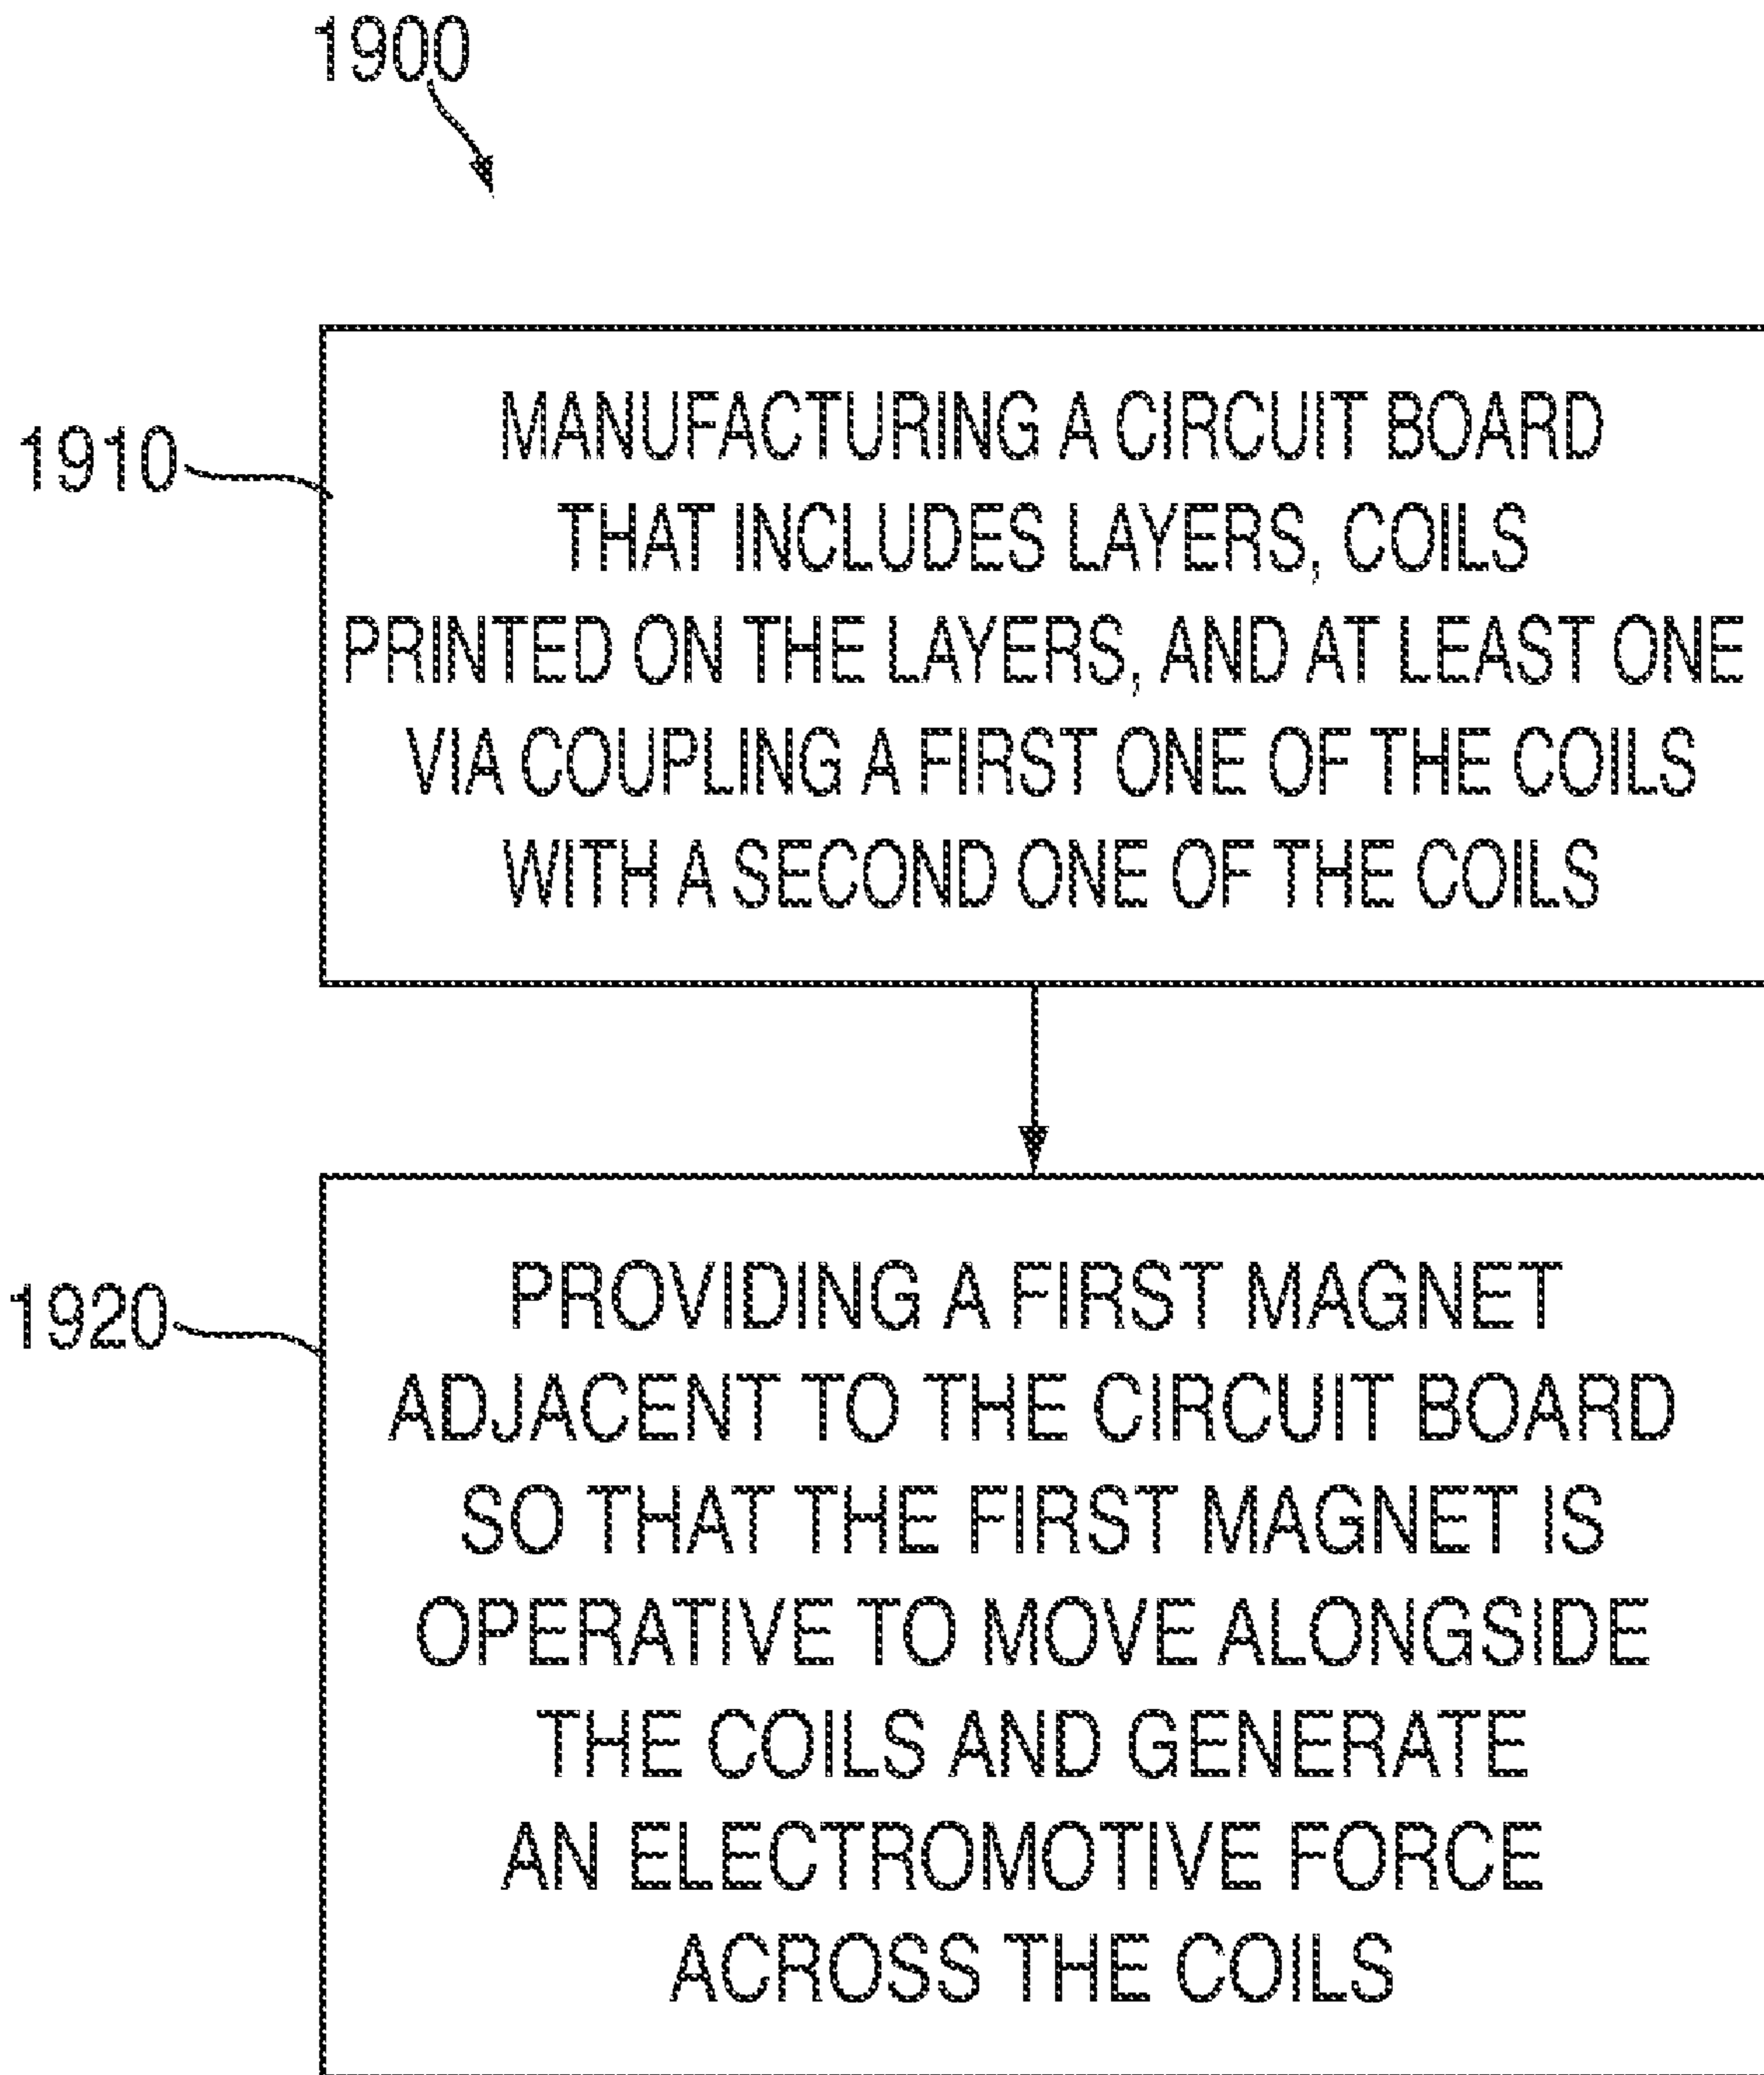 1900
1910
MANUFACTURING A CIRCUIT BOARD
THAT INCLUDES LAYERS, COILS
PRINTED ON THE LAYERS, AND AT LEAST ONE
VIA COUPLING A FIRST ONE OF THE COILS
WITH A SECOND ONE OF THE COILS
1920
PROVIDING A FIRST MAGNET
ADJACENT TO THE CIRCUIT BOARD
SO THAT THE FIRST MAGNET IS
OPERATIVE TO MOVE ALONGSIDE
THE COILS AND GENERATE
AN ELECTROMOTIVE FORCE
ACROSS THE COILS